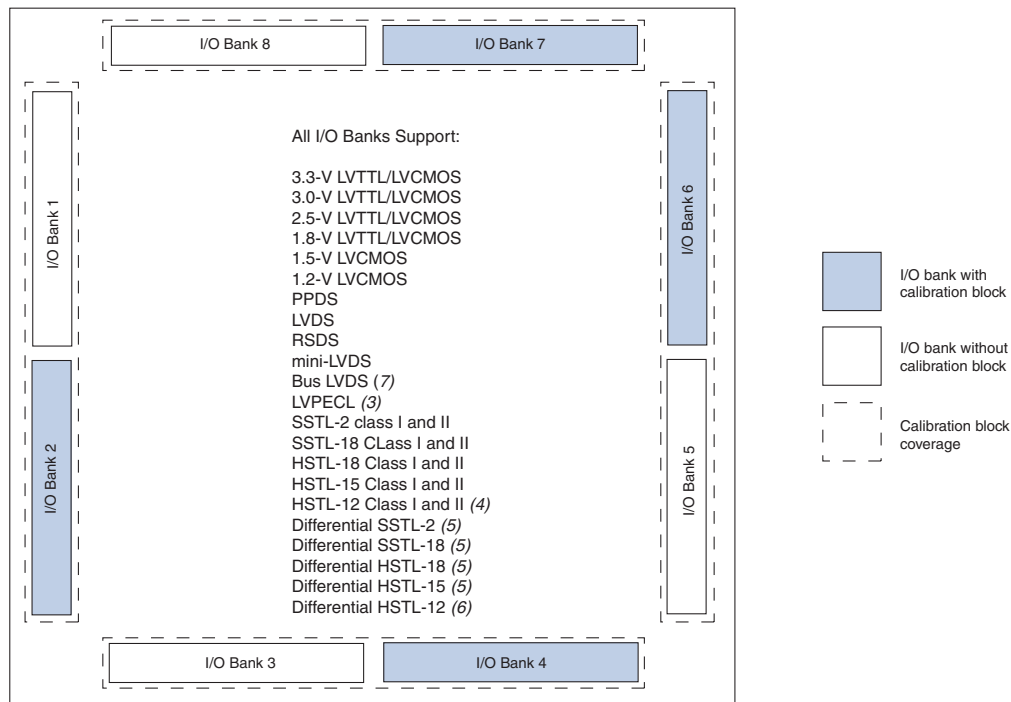 I/O Bank 8
I/O Bank 7
I/O Bank 1
I/O Bank 2
I/O Bank 6
I/O Bank 5
All I/O Banks Support:
3.3-V LVTTL/LVCMOS
3.0-V LVTTL/LVCMOS
2.5-V LVTTL/LVCMOS
1.8-V LVTTL/LVCMOS
1.5-V LVCMOS
1.2-V LVCMOS
PPDS
LVDS
RSDS
mini-LVDS
Bus LVDS (7)
LVPECL (3)
SSTL-2 class I and II
SSTL-18 CLass I and II
HSTL-18 Class I and II
HSTL-15 Class I and II
HSTL-12 Class I and II (4)
Differential SSTL-2 (5)
Differential SSTL-18 (5)
Differential HSTL-18 (5)
Differential HSTL-15 (5)
Differential HSTL-12 (6)
I/O Bank 3
I/O Bank 4
I/O bank with
calibration block
I/O bank without
calibration block
Calibration block
coverage